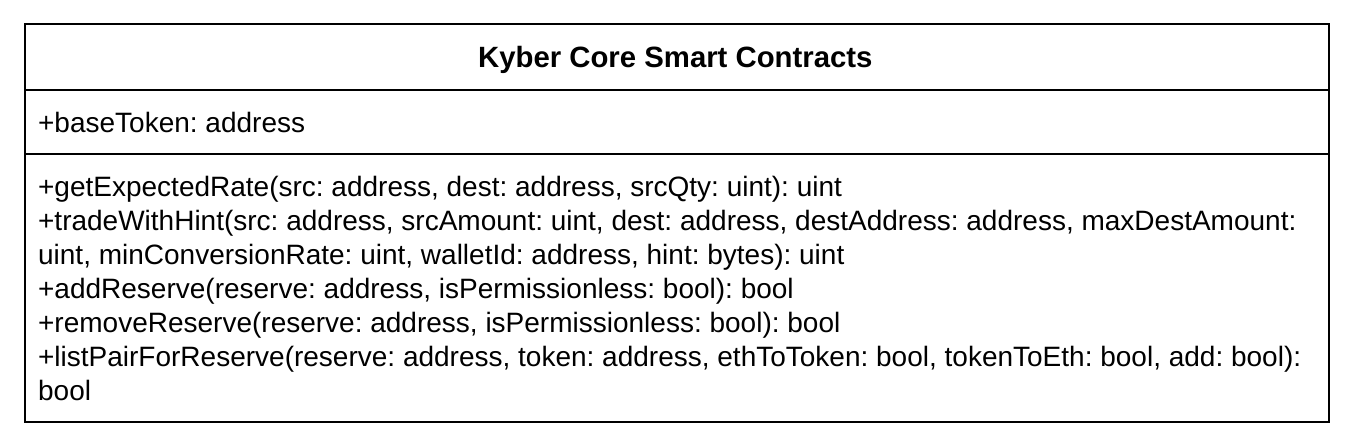 Kyber Core Smart Contracts
+baseToken: address
+getExpectedRate(src: address, dest: address, srcQty: uint): uint
+tradeWithHint(src: address, srcAmount: uint, dest: address, destAddress: address, maxDestAmount:
uint, minConversionRate: uint, walletId: address, hint: bytes): uint
+addReserve(reserve: address, isPermissionless: bool): bool
+removeReserve(reserve: address, isPermissionless: bool): bool
+listPairForReserve(reserve: address, token: address, ethToToken: bool, tokenToEth: bool, add: bool):
bool